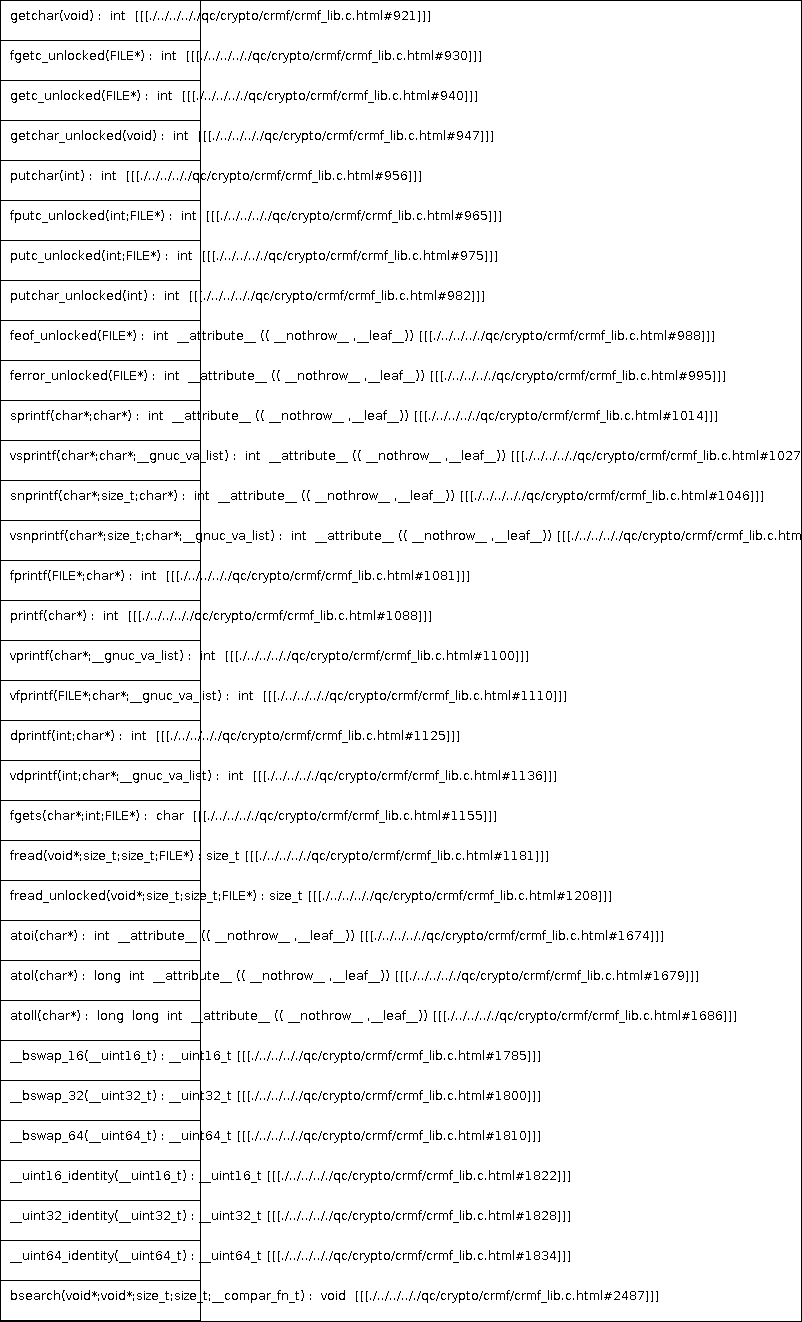 getchar(void) : int [[[./../../../../qc/crypto/crmf/crmf_lib.c.html#921]]]
fgetc_unlocked(FILE*) : int [[[./../../../../qc/crypto/crmf/crmf_lib.c.html#930]]]
getc_unlocked(FILE*) : int [[[./../../../../qc/crypto/crmf/crmf_lib.c.html#940]]]
getchar_unlocked(void) : int [[[./../../../../qc/crypto/crmf/crmf_lib.c.html#947]]]
putchar(int) : int [[[./../../../../qc/crypto/crmf/crmf_lib.c.html#956]]]
fputc_unlocked(int;FILE*) : int [[[./../../../../qc/crypto/crmf/crmf_lib.c.html#965]]]
putc_unlocked(int;FILE*) : int [[[./../../../../qc/crypto/crmf/crmf_lib.c.html#975]]]
putchar_unlocked(int) : int [[[./../../../../qc/crypto/crmf/crmf_lib.c.html#982]]]
feof_unlocked(FILE*) : int __attribute__ (( __nothrow__ ,__leaf__)) [[[./../../../../qc/crypto/crmf/crmf_lib.c.html#988]]]
ferror_unlocked(FILE*) : int __attribute__ (( __nothrow__ ,__leaf__)) [[[./../../../../qc/crypto/crmf/crmf_lib.c.html#995]]]
sprintf(char*;char*) : int __attribute__ (( __nothrow__ ,__leaf__)) [[[./../../../../qc/crypto/crmf/crmf_lib.c.html#1014]]]
vsprintf(char*;char*;__gnuc_va_list) : int __attribute__ (( __nothrow__ ,__leaf__)) [[[./../../../../qc/crypto/crmf/crmf_lib.c.html#1027
snprintf(char*;size_t;char*) : int __attribute__ (( __nothrow__ ,__leaf__)) [[[./../../../../qc/crypto/crmf/crmf_lib.c.html#1046]]]
vsnprintf(char*;size_t;char*;__gnuc_va_list) : int __attribute__ (( __nothrow__ ,__leaf__)) [[[./../../../../qc/crypto/crmf/crmf_lib.c.htm
fprintf(FILE*;char*) : int [[[./../../../../qc/crypto/crmf/crmf_lib.c.html#1081]]]
printf(char*) : int [[[./../../../../qc/crypto/crmf/crmf_lib.c.html#1088]]]
vprintf(char*;__gnuc_va_list) : int [[[./../../../../qc/crypto/crmf/crmf_lib.c.html#1100]]]
vfprintf(FILE*;char*;__gnuc_va_list) : int [[[./../../../../qc/crypto/crmf/crmf_lib.c.html#1110]]]
dprintf(int;char*) : int [[[./../../../../qc/crypto/crmf/crmf_lib.c.html#1125]]]
vdprintf(int;char*;__gnuc_va_list) : int [[[./../../../../qc/crypto/crmf/crmf_lib.c.html#1136]]]
fgets(char*;int;FILE*) : char [[[./../../../../qc/crypto/crmf/crmf_lib.c.html#1155]]]
fread(void*;size_t;size_t;FILE*) : size_t [[[./../../../../qc/crypto/crmf/crmf_lib.c.html#1181]]]
fread_unlocked(void*;size_t;size_t;FILE*) : size_t [[[./../../../../qc/crypto/crmf/crmf_lib.c.html#1208]]]
atoi(char*) : int __attribute__ (( __nothrow__ ,__leaf__)) [[[./../../../../qc/crypto/crmf/crmf_lib.c.html#1674]]]
atol(char*) : long int __attribute__ (( __nothrow__ ,__leaf__)) [[[./../../../../qc/crypto/crmf/crmf_lib.c.html#1679]]]
atoll(char*) : long long int __attribute__ (( __nothrow__ ,__leaf__)) [[[./../../../../qc/crypto/crmf/crmf_lib.c.html#1686]]]
__bswap_16(__uint16_t) : __uint16_t [[[./../../../../qc/crypto/crmf/crmf_lib.c.html#1785]]]
__bswap_32(__uint32_t) : __uint32_t [[[./../../../../qc/crypto/crmf/crmf_lib.c.html#1800]]]
__bswap_64(__uint64_t) : __uint64_t [[[./../../../../qc/crypto/crmf/crmf_lib.c.html#1810]]]
__uint16_identity(__uint16_t) : __uint16_t [[[./../../../../qc/crypto/crmf/crmf_lib.c.html#1822]]]
__uint32_identity(__uint32_t) : __uint32_t [[[./../../../../qc/crypto/crmf/crmf_lib.c.html#1828]]]
__uint64_identity(__uint64_t) : __uint64_t [[[./../../../../qc/crypto/crmf/crmf_lib.c.html#1834]]]
bsearch(void*;void*;size_t;size_t;__compar_fn_t) : void [[[./../../../../qc/crypto/crmf/crmf_lib.c.html#2487]]]